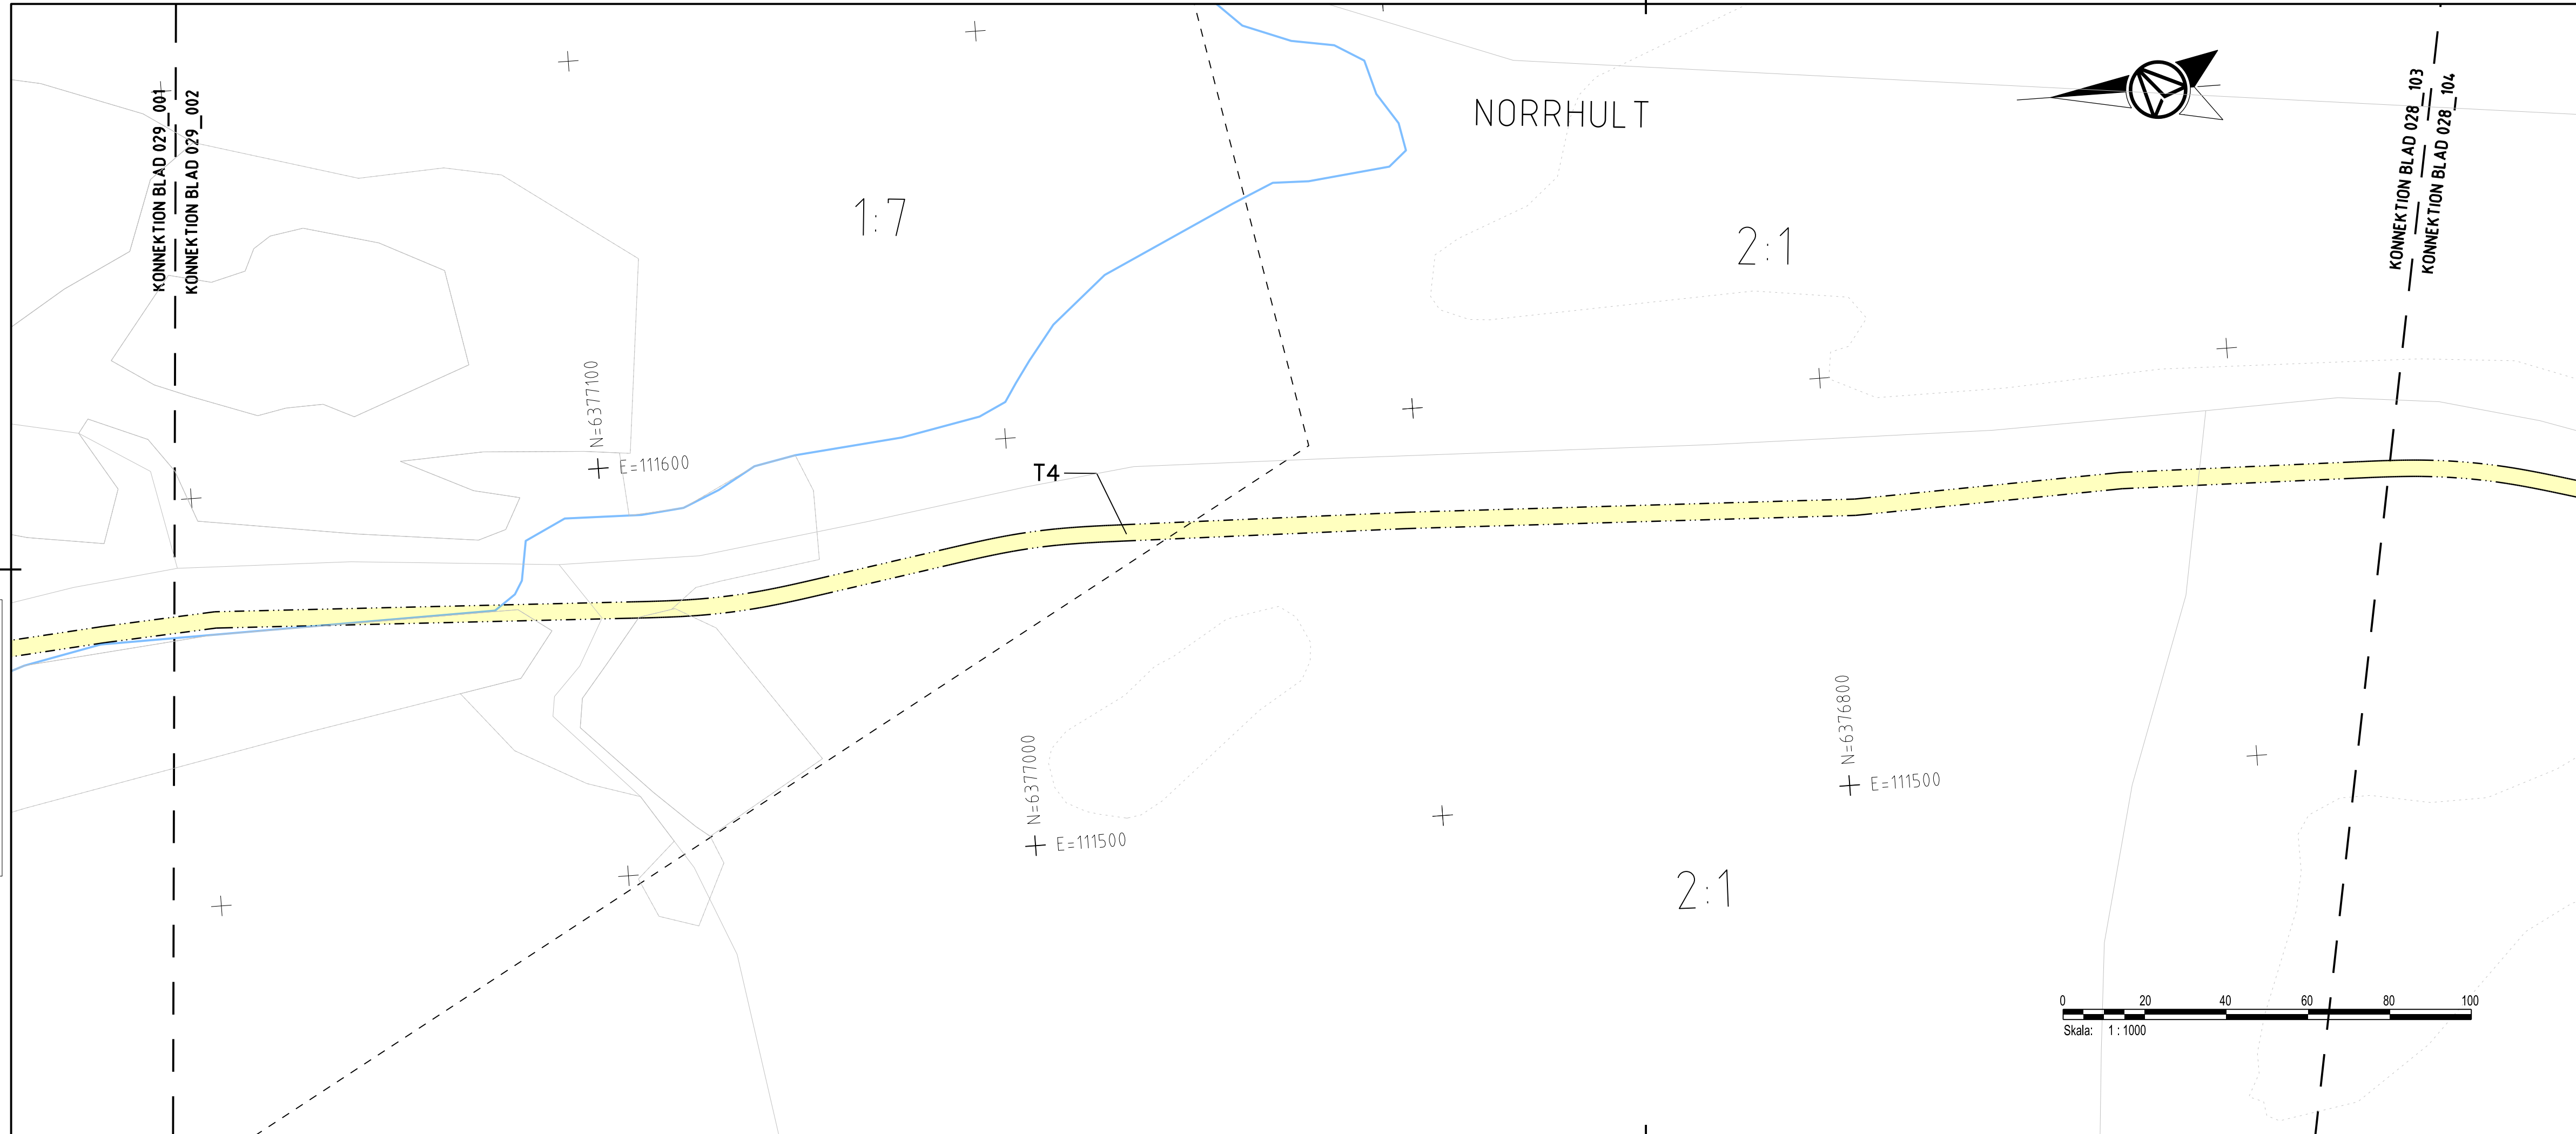 KONNEKTION BLAD 029_001
KONNEKTION BLAD 029_002
NORRHULT
KONNEKTION BLAD 028_103
KONNEKTION BLAD 028_104
1:7
2:1
N=6377100
E=111600
T4
N=6376800
E=111500
N=6377000
E=111500
2:1
0 20 40 60 80 100
Skala: 1 : 1000